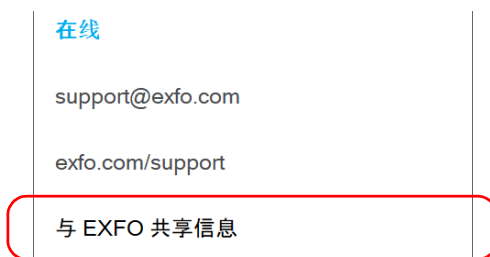 在线
support@exfo.com
exfo.com/support
与 EXFO 共享信息